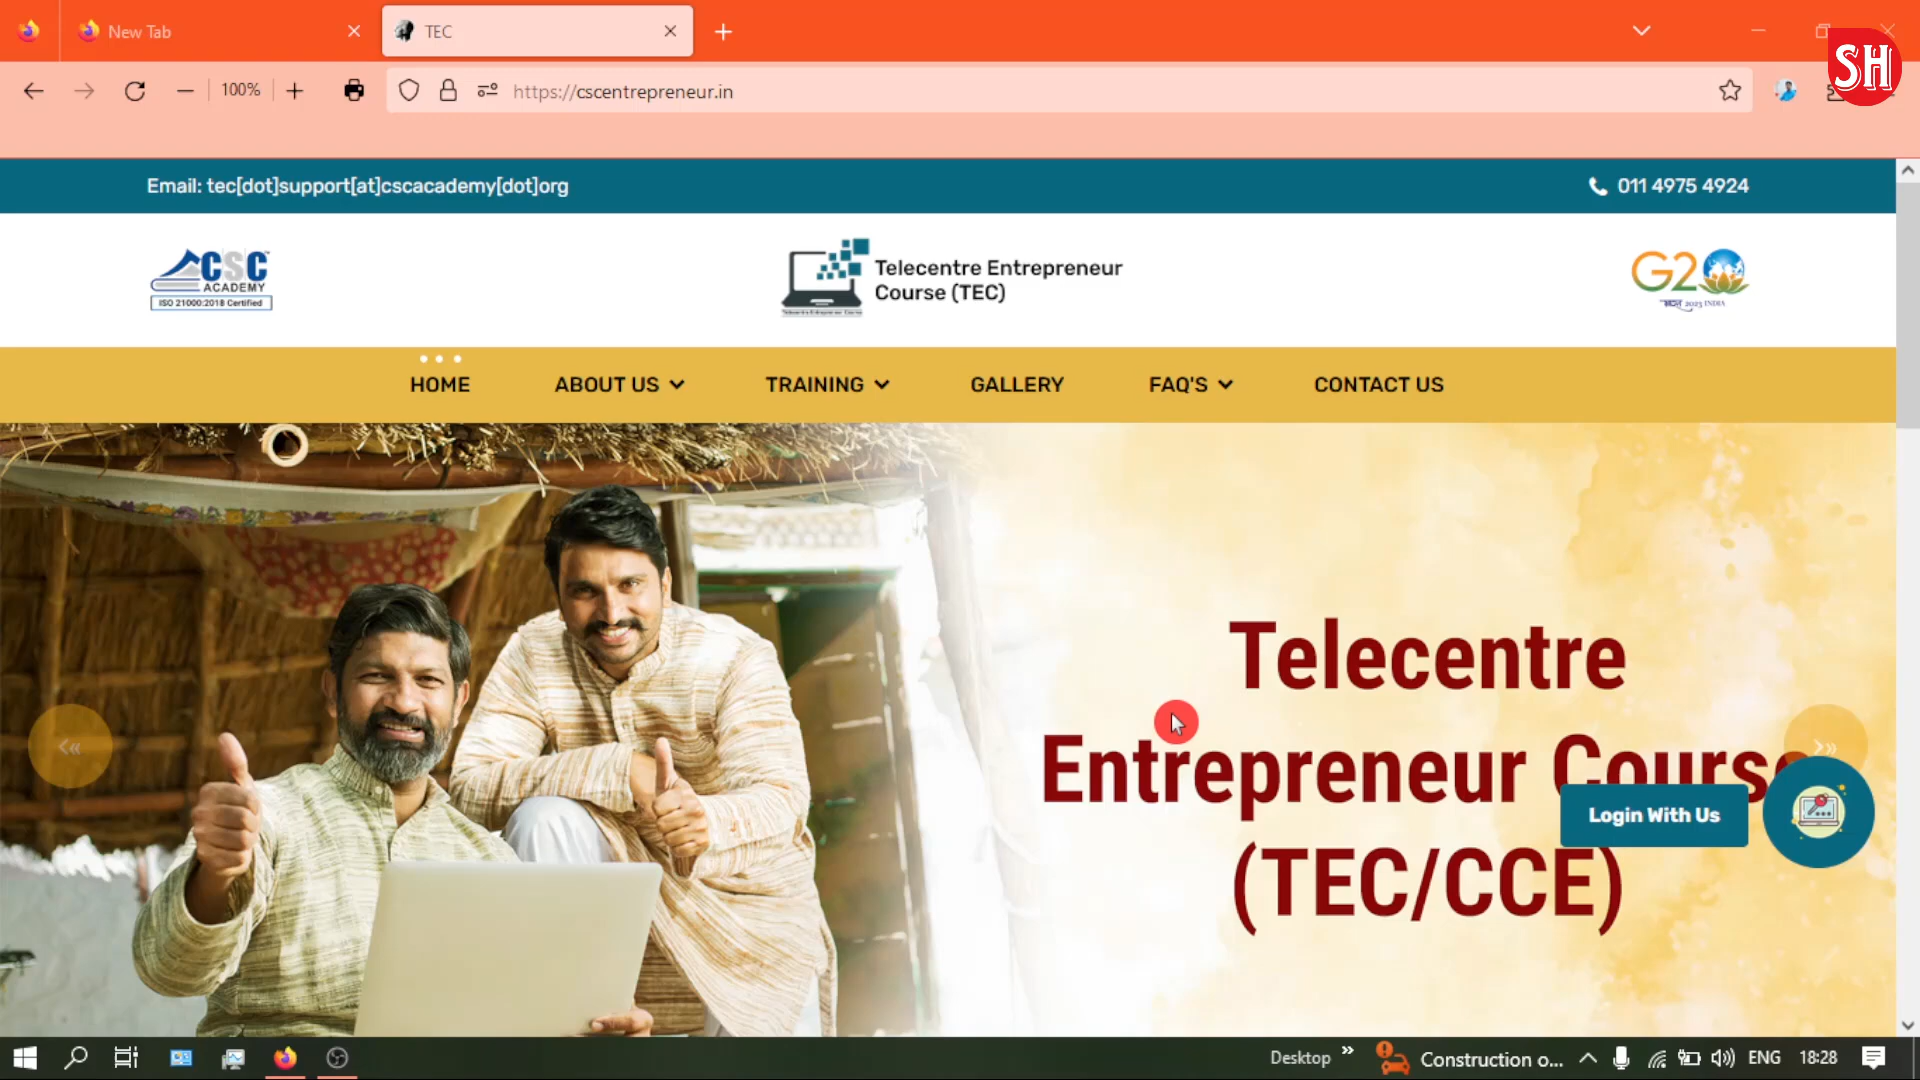 New Tab
TEC
SH
100%
https://cscentrepreneur.in
Email: tec[dot]support[at]cscacademy[dot]org
011 4975 4924
CSC
ACADEMY
ISO 21000:2018 Certified
Telecentre Entrepreneur
Course (TEC)
G20
2023 INDIA
HOME
ABOUT US
TRAINING
GALLERY
FAQ'S
CONTACT US
Telecentre
Entrepreneur Course
(TEC/CCE)
Login With Us
Desktop
Construction o...
ENG
18:28